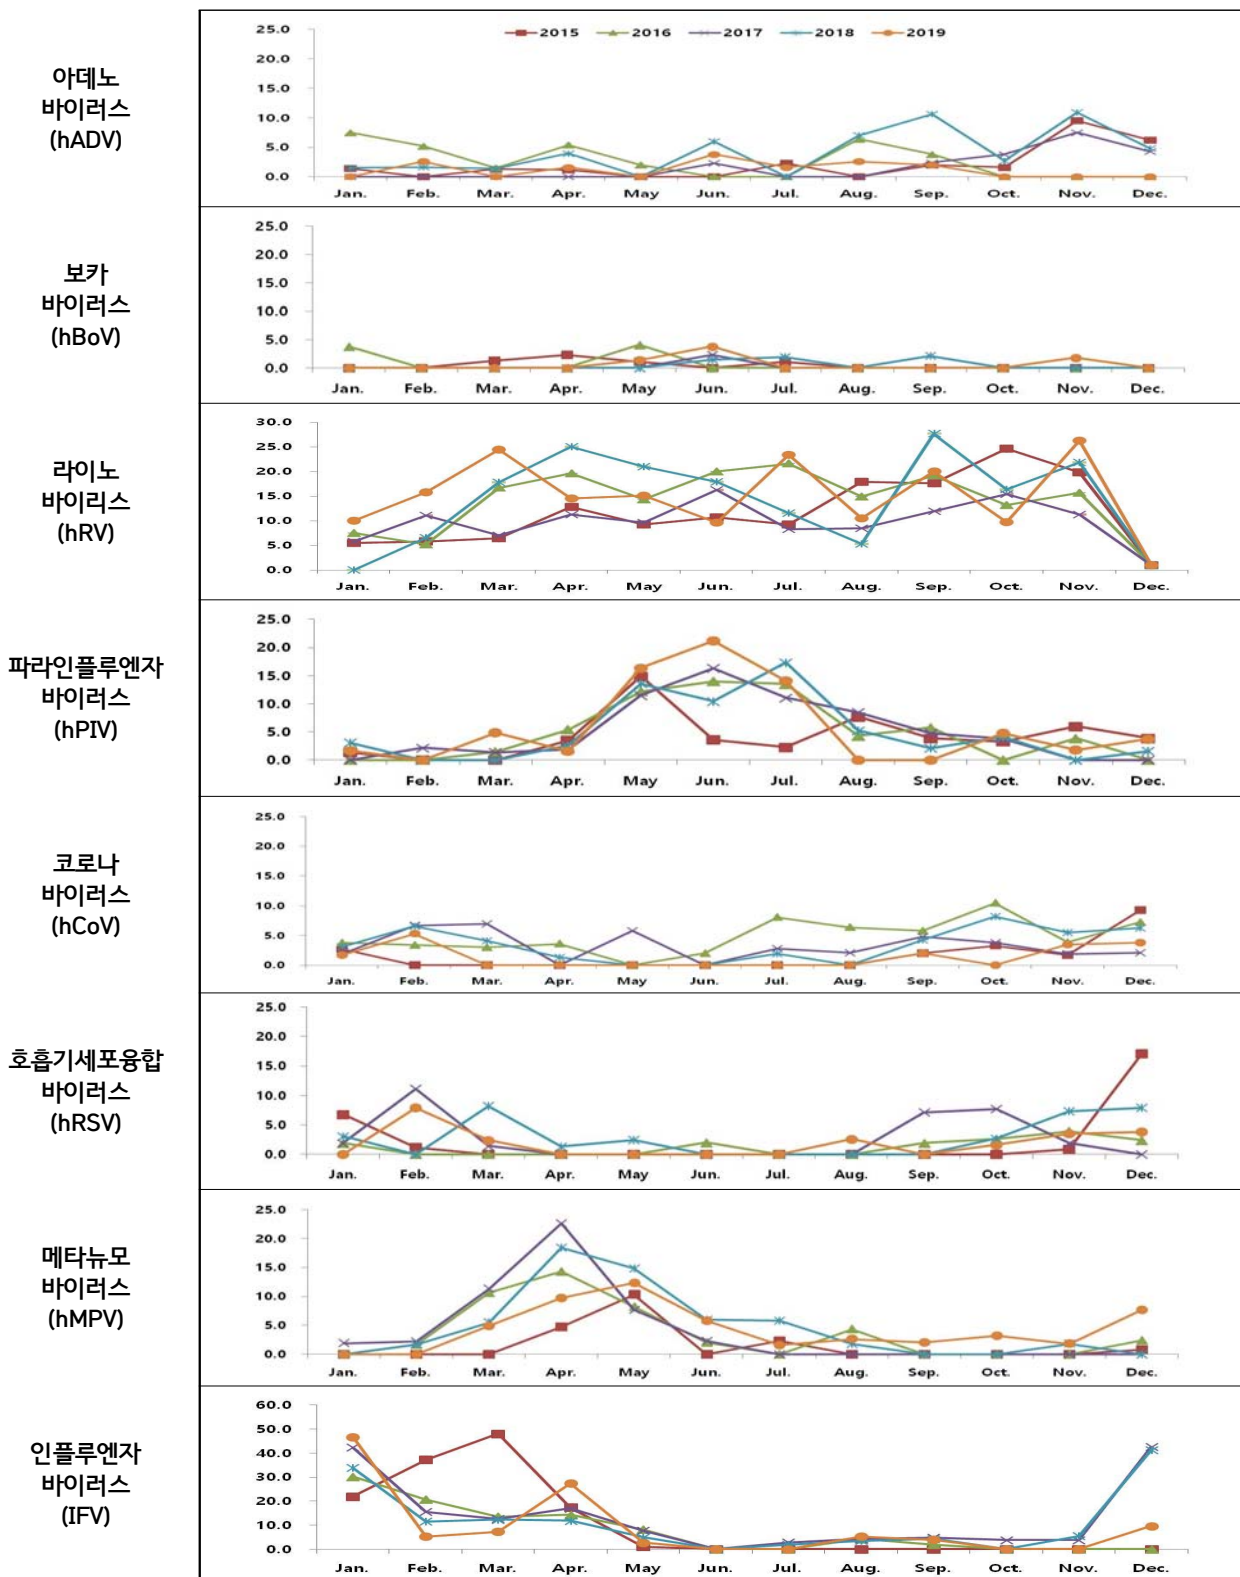 25.0
2015 2016 2017 2018 2019
20.0
15.0
10.0
5.0
0.0
Jan. Feb. Mar. Apr. May Jun. Jul. Aug. Sep. Oct. Nov. Dec.
아데노
바이러스
(hADV)
25.0
20.0
15.0
10.0
5.0
0.0
Jan. Feb. Mar. Apr. May Jun. Jul. Aug. Sep. Oct. Nov. Dec.
보카
바이러스
(hBoV)
30.0
25.0
20.0
15.0
10.0
5.0
0.0
Jan. Feb. Mar. Apr. May Jun. Jul. Aug. Sep. Oct. Nov. Dec.
라이노
바이리스
(hRV)
25.0
20.0
15.0
10.0
5.0
0.0
Jan. Feb. Mar. Apr. May Jun. Jul. Aug. Sep. Oct. Nov. Dec.
파라인플루엔자
바이러스
(hPIV)
25.0
20.0
15.0
10.0
5.0
0.0
Jan. Feb. Mar. Apr. May Jun. Jul. Aug. Sep. Oct. Nov. Dec.
코로나
바이러스
(hCoV)
25.0
20.0
15.0
10.0
5.0
0.0
Jan. Feb. Mar. Apr. May Jun. Jul. Aug. Sep. Oct. Nov. Dec.
호흡기세포융합
바이러스
(hRSV)
25.0
20.0
15.0
10.0
5.0
0.0
Jan. Feb. Mar. Apr. May Jun. Jul. Aug. Sep. Oct. Nov. Dec.
메타뉴모
바이러스
(hMPV)
60.0
50.0
40.0
30.0
20.0
10.0
0.0
Jan. Feb. Mar. Apr. May Jun. Jul. Aug. Sep. Oct. Nov. Dec.
인플루엔자
바이러스
(IFV)